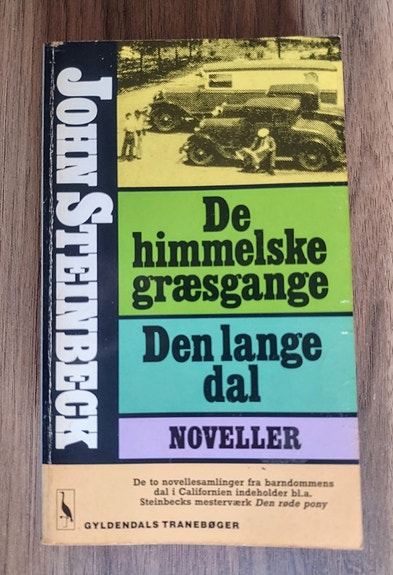 JOHN STEINBECK
De
himmelske
græsgange
Den lange
dal
NOVELLER
De to novellesamlinger fra barndommens
dal i Californien indeholder bl.a.
Steinbecks mesterværk Den røde pony
GYLDENDALS TRANEBØGER